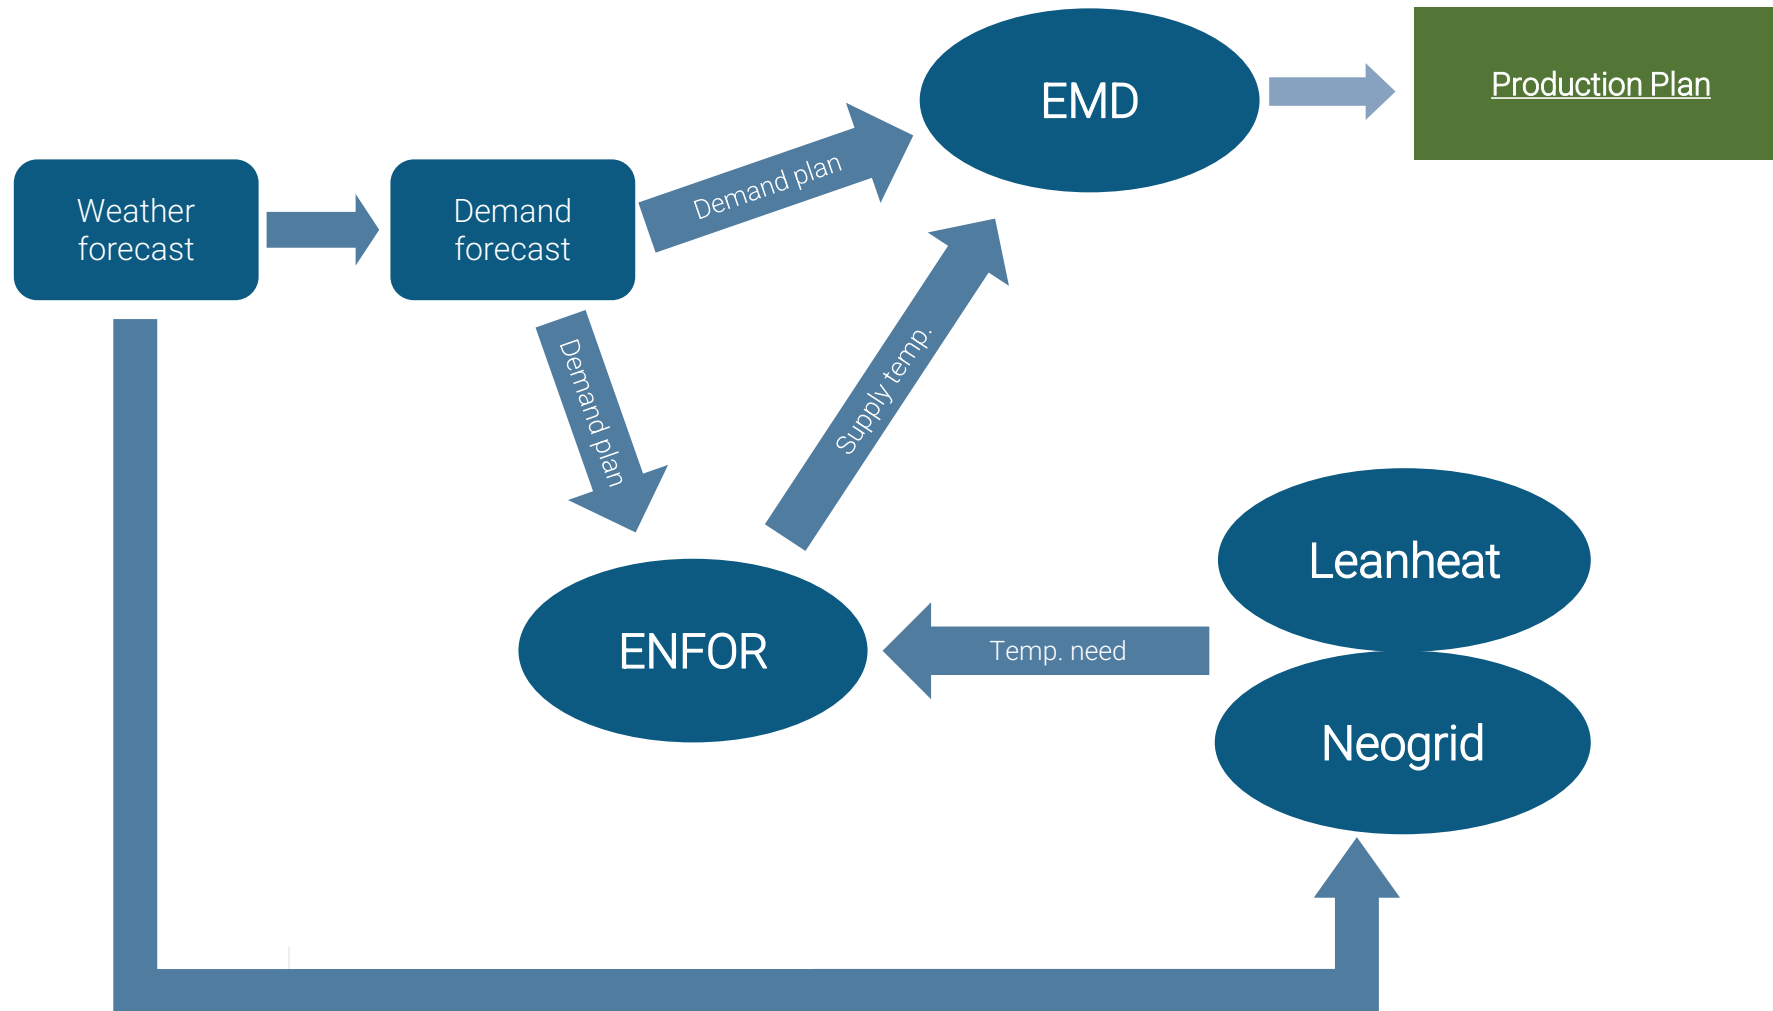 EMD
Production Plan
Weather
forecast
Demand
forecast
Demand plan
Demand plan
Supply temp.
Leanheat
ENFOR
Temp. need
Neogrid